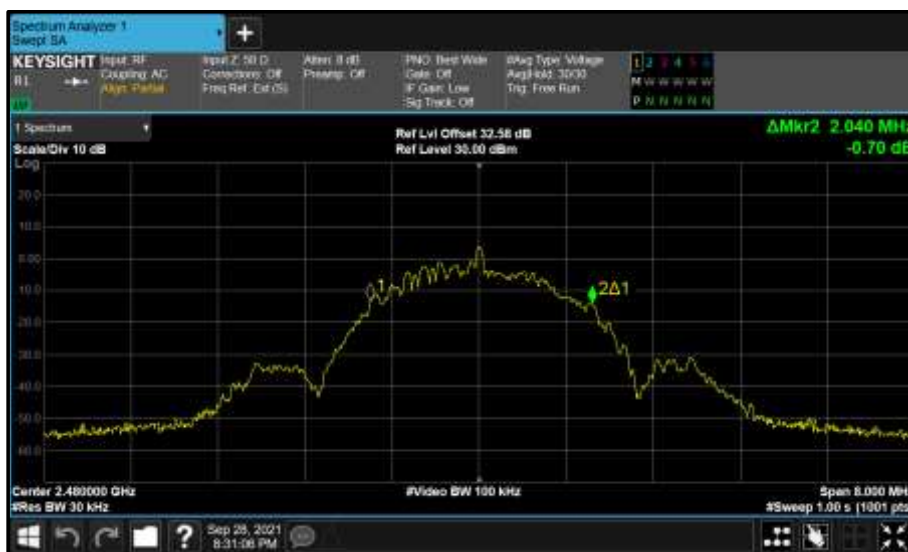 Spectrum Analyzer 1
Swept SA
+
KEYSIGHT
Input: RF
Coupling: AC
Align: Partial
Input Z: 50 Ω
Corrections: Off
Freq Ref: Ext (S)
Atten: 8 dB
Preamp: Off
PNO: Best Wide
Gate: Off
IF Gain: Low
Sig Track: Off
#Avg Type: Voltage
Avg|Hold: 30/30
Trig: Free Run
1 2 3 4 5 6
M W W W W W
P N N N N N
1 Spectrum
Scale/Div 10 dB
Ref Lvl Offset 32.58 dB
Ref Level 30.00 dBm
ΔMkr2 2.040 MHz
-0.70 dB
Log
20.0
10.0
0.00
-10.0
-20.0
-30.0
-40.0
-50.0
-60.0
1
2Δ1
Center 2.480000 GHz
#Res BW 30 kHz
#Video BW 100 kHz
Span 8.000 MH
#Sweep 1.00 s (1001 pts
?
Sep 28, 2021
8:31:06 PM